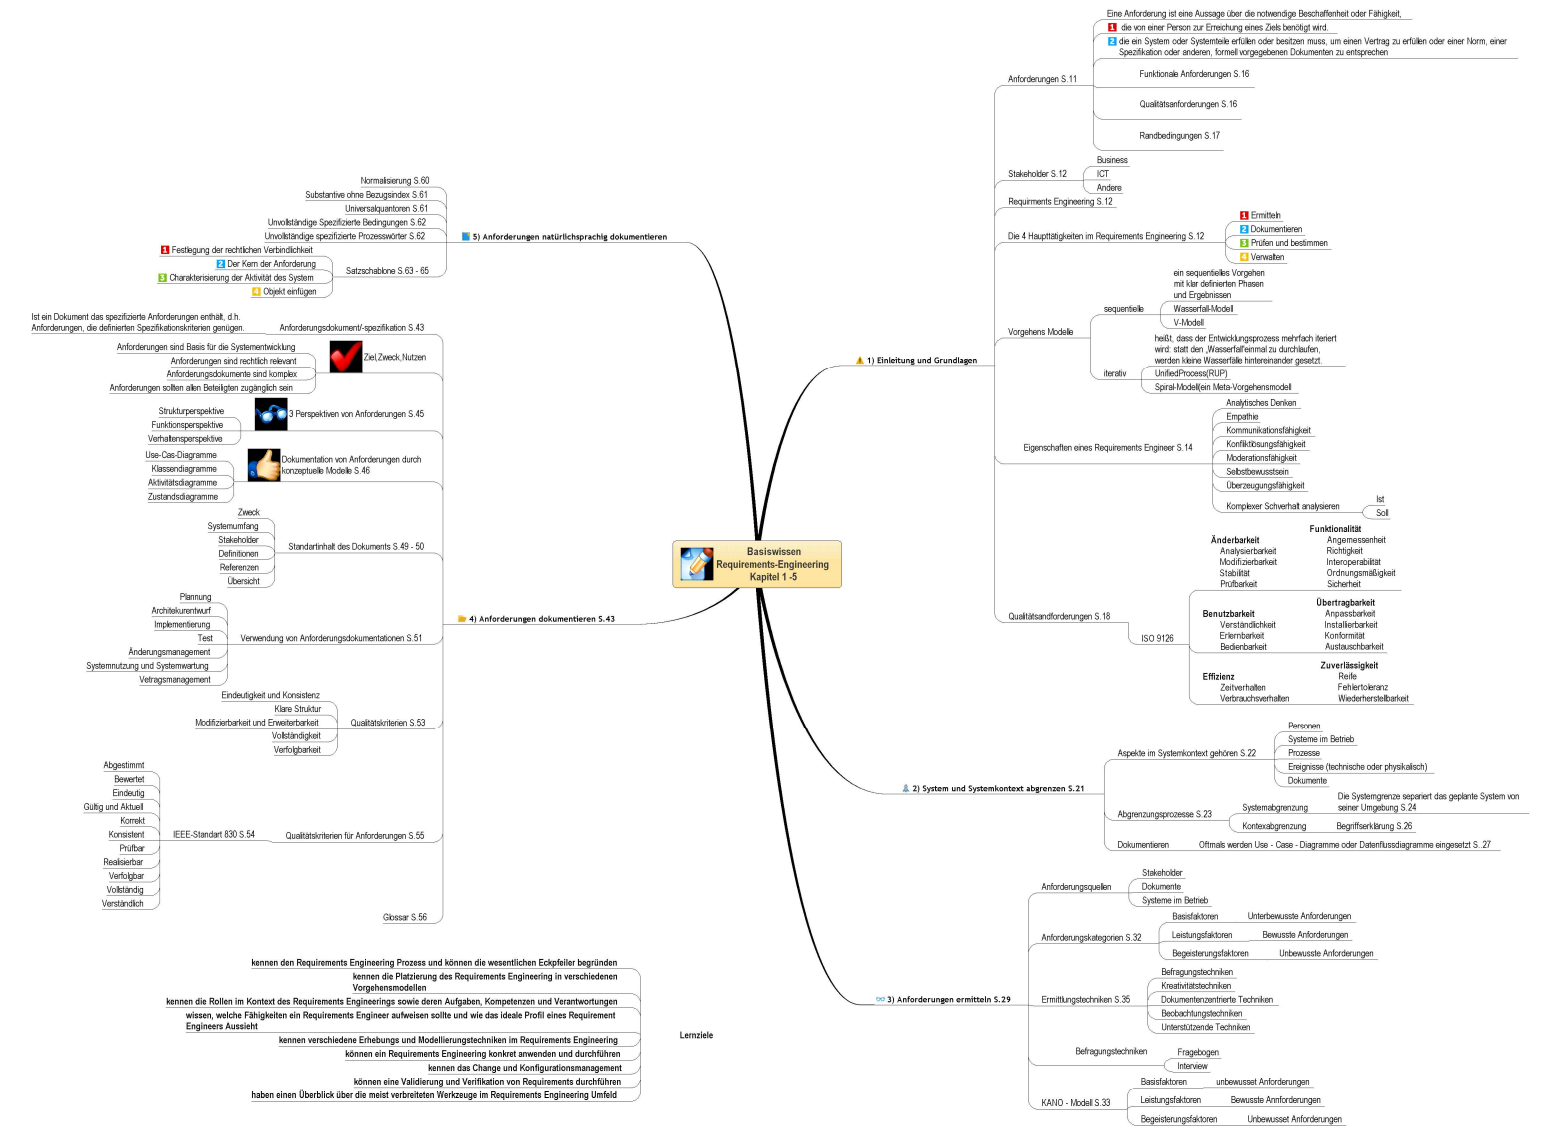 Basiswissen
Requirements-Engineering
Kapitel 1 -5
1) Einleitung und Grundlagen
Anforderungen S.11
Eine Anforderung ist eine Aussage über die notwendige Beschaffenheit oder Fähigkeit,
1 die von einer Person zur Erreichung eines Ziels benötigt wird.
2 die ein System oder Systemteile erfüllen oder besitzen muss, um einen Vertrag zu erfüllen oder einer Norm, einer
Spezifikation oder anderen, formell vorgegebenen Dokumenten zu entsprechen
Funktionale Anforderungen S.16
Qualitätsanforderungen S.16
Randbedingungen S.17
Stakeholder S.12
Business
ICT
Andere
Requirments Engineering S.12
Die 4 Haupttätigkeiten im Requirements Engineering S.12
1 Ermitteln
2 Dokumentieren
3 Prüfen und bestimmen
4 Verwalten
Vorgehens Modelle
sequentielle
ein sequentielles Vorgehen
mit klar definierten Phasen
und Ergebnissen
Wasserfall-Modell
V-Modell
iterativ
heißt, dass der Entwicklungsprozess mehrfach iteriert
wird: statt den „Wasserfall"einmal zu durchlaufen,
werden kleine Wasserfälle hintereinander gesetzt.
UnifiedProcess(RUP)
Spiral-Modell(ein Meta-Vorgehensmodell
Eigenschaften eines Requirements Engineer S.14
Analytisches Denken
Empathie
Kommunikationsfähigkeit
Konfliktlösungsfähigkeit
Moderationsfähigkeit
Selbstbewusstsein
Überzeugungsfähigkeit
Komplexer Schverhalt analysieren
Ist
Soll
Qualitätsandforderungen S.18
ISO 9126
Änderbarkeit
Analysierbarkeit
Modifizierbarkeit
Stabilität
Prüfbarkeit
Funktionalität
Angemessenheit
Richtigkeit
Interoperabilität
Ordnungsmäßigkeit
Sicherheit
Benutzbarkeit
Verständlichkeit
Erlernbarkeit
Bedienbarkeit
Übertragbarkeit
Anpassbarkeit
Installierbarkeit
Konformität
Austauschbarkeit
Effizienz
Zeitverhalten
Verbrauchsverhalten
Zuverlässigkeit
Reife
Fehlertoleranz
Wiederherstellbarkeit
2) System und Systemkontext abgrenzen S.21
Aspekte im Systemkontext gehören S.22
Personen
Systeme im Betrieb
Prozesse
Ereignisse (technische oder physikalisch)
Dokumente
Abgrenzungsprozesse S.23
Systemabgrenzung
Die Systemgrenze separiert das geplante System von
seiner Umgebung S.24
Kontexabgrenzung
Begriffserklärung S.26
Dokumentieren
Oftmals werden Use - Case - Diagramme oder Datenflussdiagramme eingesetzt S..27
3) Anforderungen ermitteln S.29
Anforderungsquellen
Stakeholder
Dokumente
Systeme im Betrieb
Anforderungskategorien S.32
Basisfaktoren
Unterbewusste Anforderungen
Leistungsfaktoren
Bewusste Anforderungen
Begeisterungsfaktoren
Unbewusste Anforderungen
Ermittlungstechniken S.35
Befragungstechniken
Kreativitätstechniken
Dokumentenzentrierte Techniken
Beobachtungstechniken
Unterstützende Techniken
Befragungstechniken
Fragebogen
Interview
KANO - Modell S.33
Basisfaktoren
unbewusset Anforderungen
Leistungsfaktoren
Bewusste Annforderungen
Begeisterungsfaktoren
Unbewusset Anforderungen
5) Anforderungen natürlichsprachig dokumentieren
Normalisierung S.60
Substantive ohne Bezugsindex S.61
Universalquantoren S.61
Unvollständige Spezifizierte Bedingungen S.62
Unvollständige spezifizierte Prozesswörter S.62
Satzschablone S.63 - 65
1 Festlegung der rechtlichen Verbindlichkeit
2 Der Kern der Anforderung
3 Charakterisierung der Aktivität des System
4 Objekt einfügen
4) Anforderungen dokumentieren S.43
Anforderungsdokument/-spezifikation S.43
Ist ein Dokument das spezifizierte Anforderungen enthält, d.h.
Anforderungen, die definierten Spezifikationskriterien genügen.
Ziel,Zweck,Nutzen
Anforderungen sind Basis für die Systementwicklung
Anforderungen sind rechtlich relevant
Anforderungsdokumente sind komplex
Anforderungen sollten allen Beteiligten zugänglich sein
3 Perspektiven von Anforderungen S.45
Strukturperspektive
Funktionsperspektive
Verhaltensperspektive
Dokumentation von Anforderungen durch
konzeptuelle Modelle S.46
Use-Cas-Diagramme
Klassendiagramme
Aktivitätsdiagramme
Zustandsdiagramme
Standartinhalt des Dokuments S.49 - 50
Zweck
Systemumfang
Stakeholder
Definitionen
Referenzen
Übersicht
Verwendung von Anforderungsdokumentationen S.51
Plannung
Architekurentwurf
Implementierung
Test
Änderungsmanagement
Systemnutzung und Systemwartung
Vetragsmanagement
Qualitätskriterien S.53
Eindeutigkeit und Konsistenz
Klare Struktur
Modifizierbarkeit und Erweiterbarkeit
Vollständigkeit
Verfolgbarkeit
Qualitätskriterien für Anforderungen S.55
IEEE-Standart 830 S.54
Abgestimmt
Bewertet
Eindeutig
Gültig und Aktuell
Korrekt
Konsistent
Prüfbar
Realisierbar
Verfolgbar
Vollständig
Verständlich
Glossar S.56
Lernziele
kennen den Requirements Engineering Prozess und können die wesentlichen Eckpfeiler begründen
kennen die Platzierung des Requirements Engineering in verschiedenen
Vorgehensmodellen
kennen die Rollen im Kontext des Requirements Engineerings sowie deren Aufgaben, Kompetenzen und Verantwortungen
wissen, welche Fähigkeiten ein Requirements Engineer aufweisen sollte und wie das ideale Profil eines Requirement
Engineers Aussieht
kennen verschiedene Erhebungs und Modellierungstechniken im Requirements Engineering
können ein Requirements Engineering konkret anwenden und durchführen
kennen das Change und Konfigurationsmanagement
können eine Validierung und Verifikation von Requirements durchführen
haben einen Überblick über die meist verbreiteten Werkzeuge im Requirements Engineering Umfeld